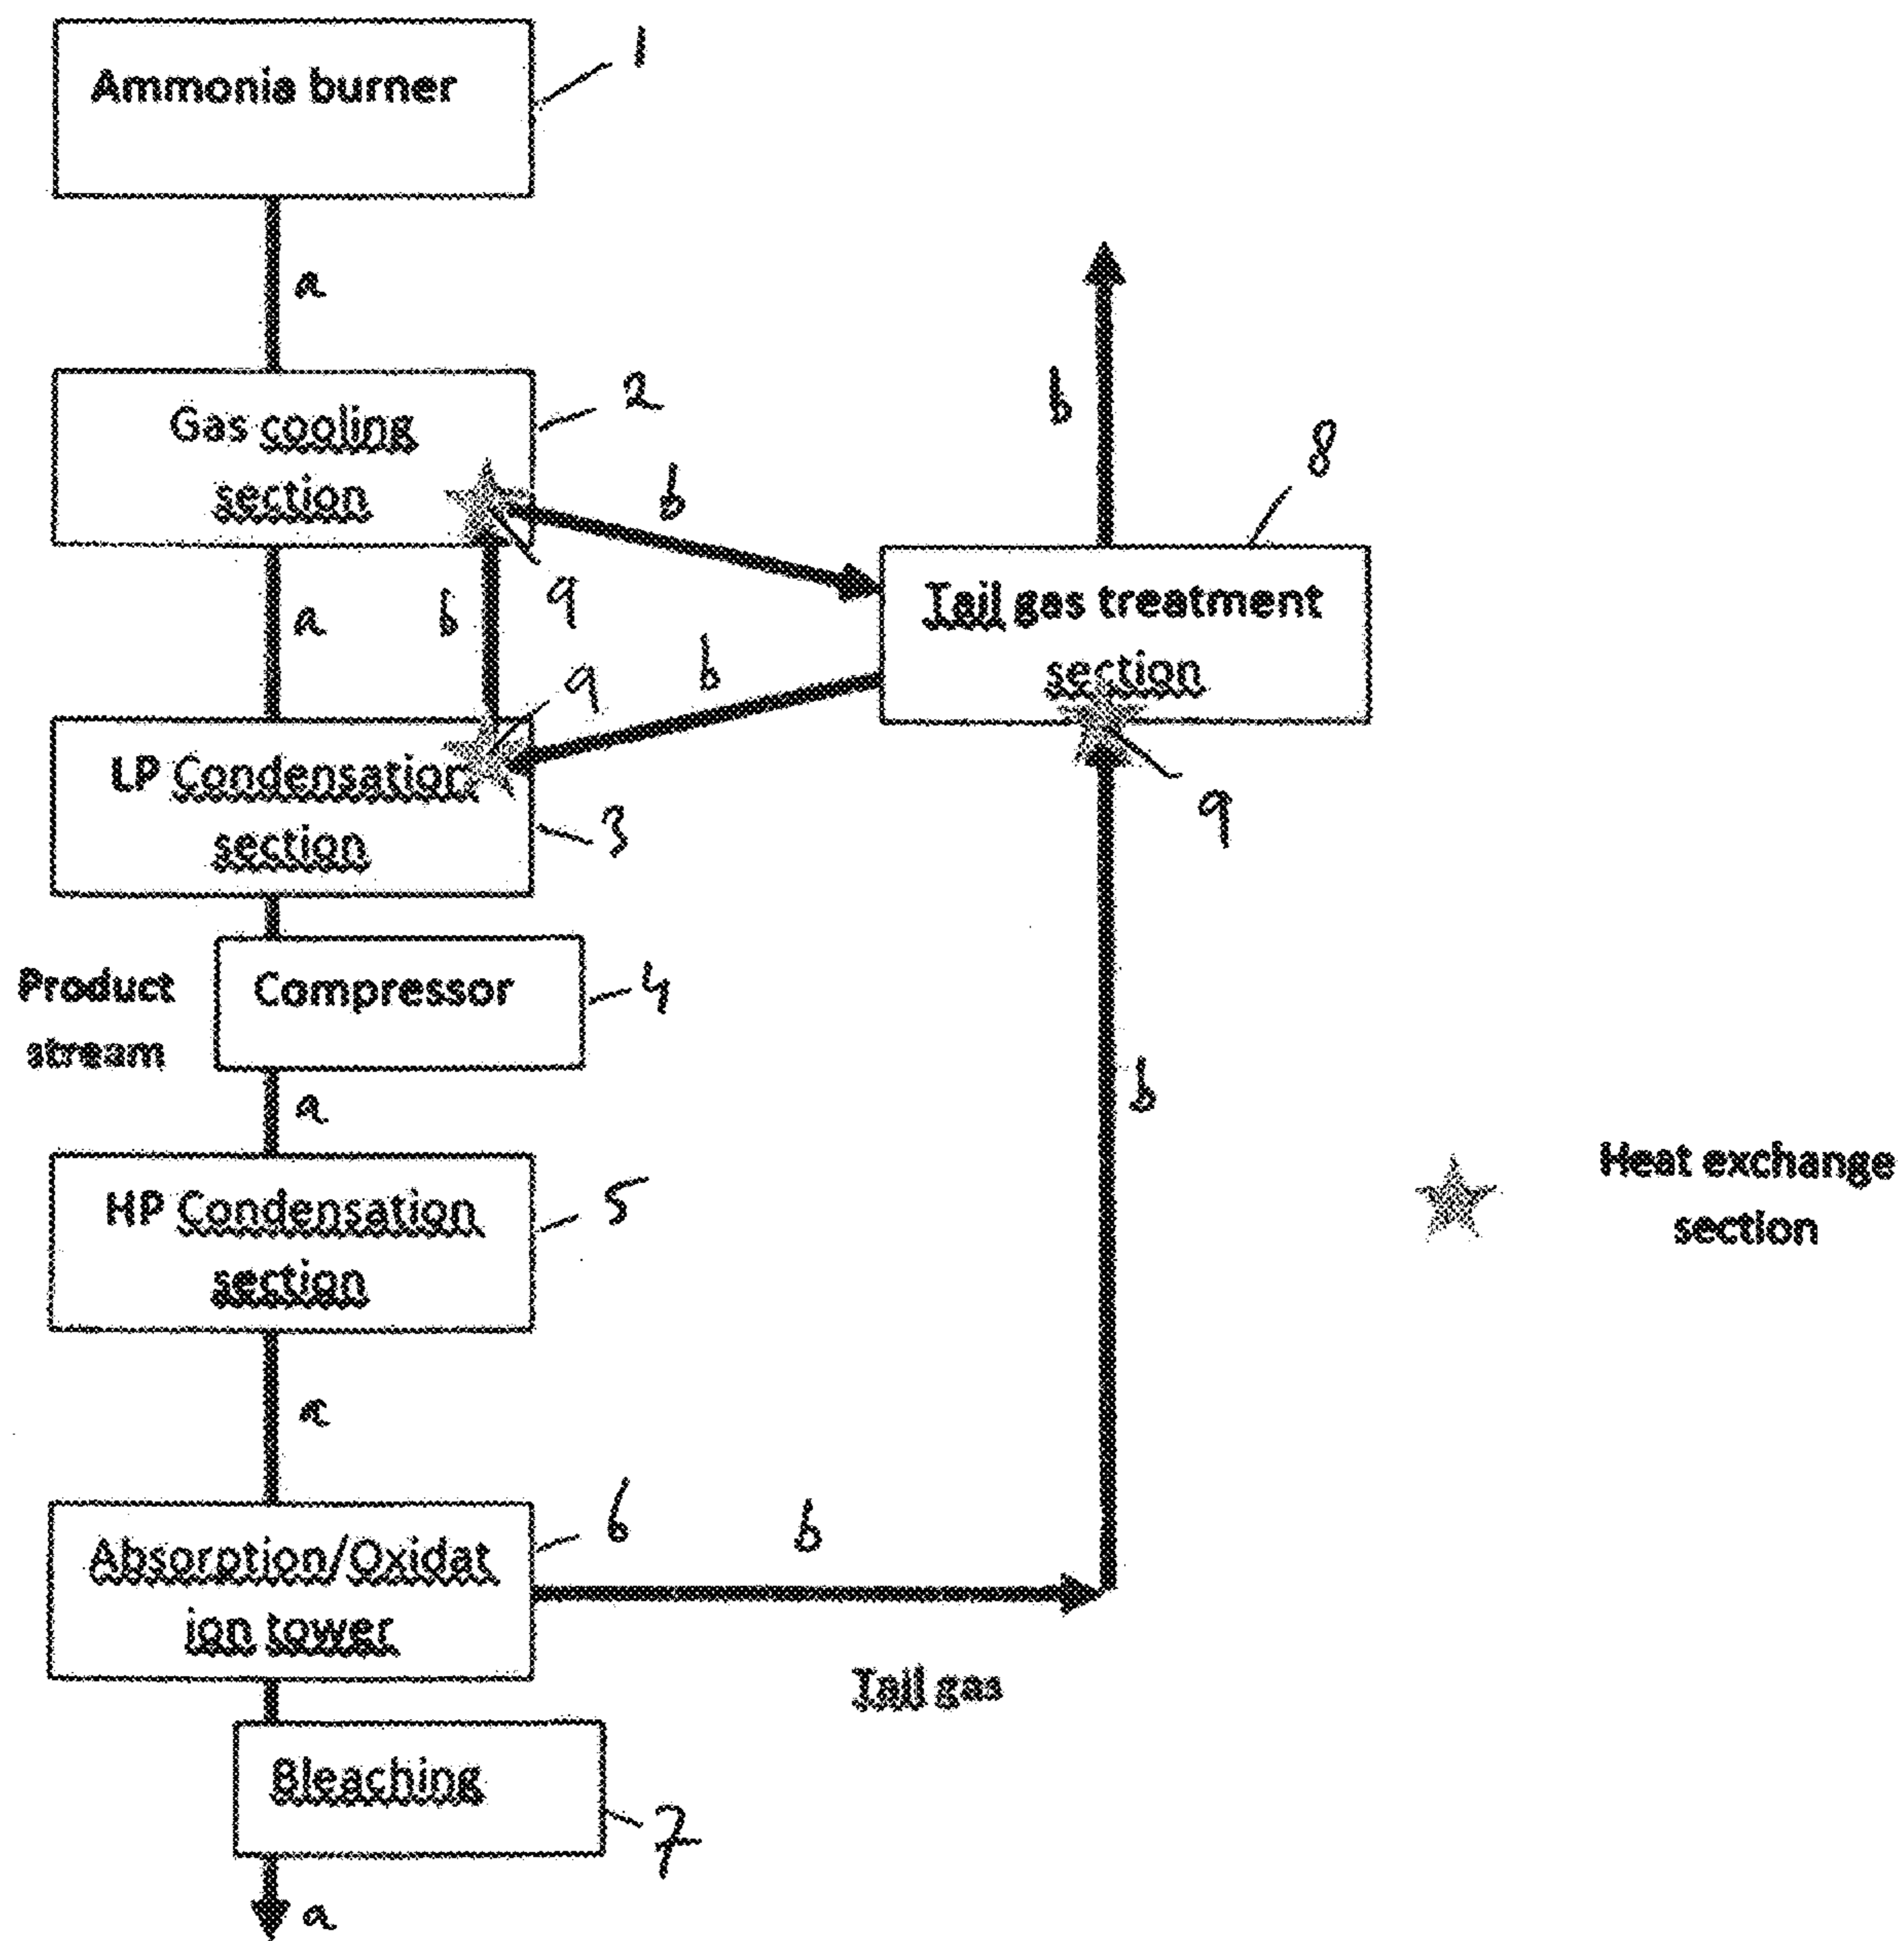 Ammonia burner
1
a
Gas cooling
section
2
b
b
8
9
a
b
Tail gas treatment
section
9
b
LP Condensation
section
3
9
Product
stream
Compressor
4
a
b
HP Condensation
section
5
Heat exchange
section
a
Absorption/Oxidat
ion tower
6
b
Tail gas
Bleaching
7
a